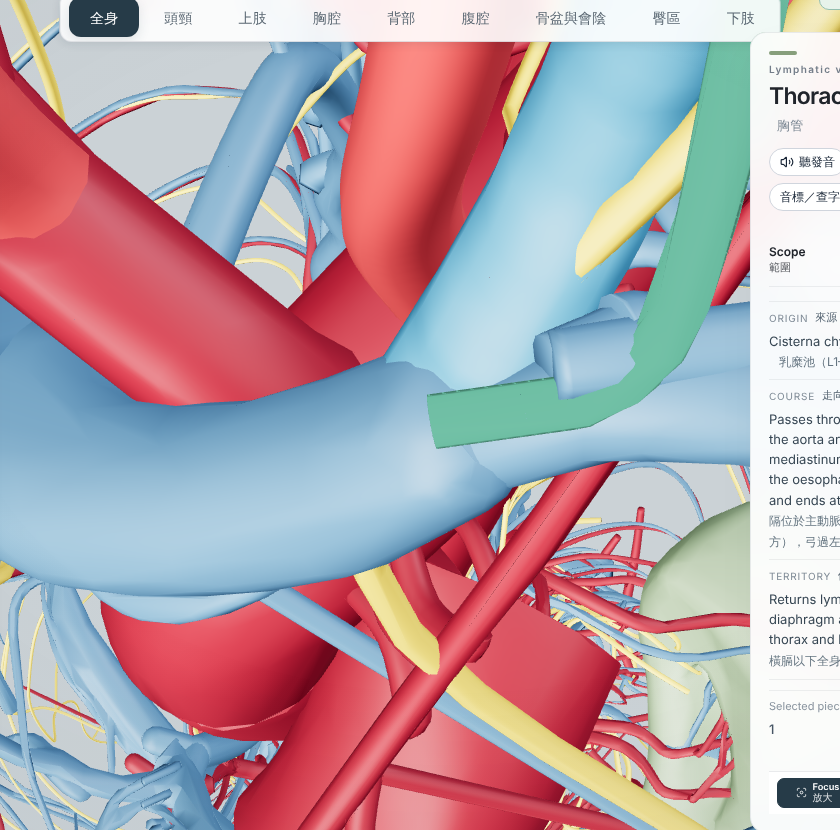 全身 頭頸 上肢 胸腔 背部 腹腔 骨盆與會陰 臀區 下肢
Lymphatic v
Thorac
胸管
聽發音
音標／查字
Scope
範圍
ORIGIN 來源
Cisterna ch
乳糜池（L1
COURSE 走向
Passes thro
the aorta an
mediastinum
the oesopha
and ends at
隔位於主動脈
方），弓過左
TERRITORY
Returns lym
diaphragm a
thorax and
橫膈以下全身
Selected piec
1
Focus
放大